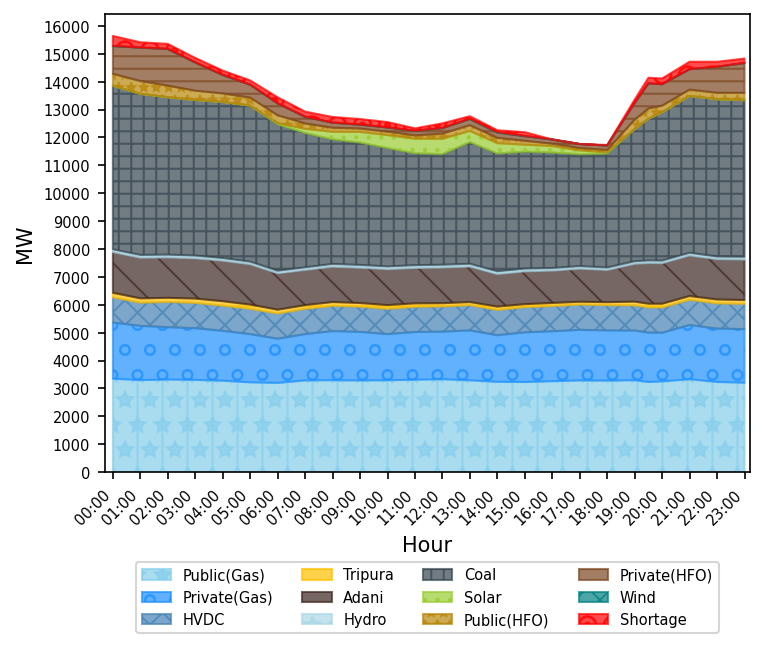 16000
15000
14000
13000
12000
11000
10000
9000
8000
7000
6000
5000
4000
3000
2000
1000
0
MW
00:00 01:00 02:00 03:00 04:00 05:00 06:00 07:00 08:00 09:00 10:00 11:00 12:00 13:00 14:00 15:00 16:00 17:00 18:00 19:00 20:00 21:00 22:00 23:00
Hour
Public(Gas) Tripura Coal Private(HFO)
Private(Gas) Adani Solar Wind
HVDC Hydro Public(HFO) Shortage